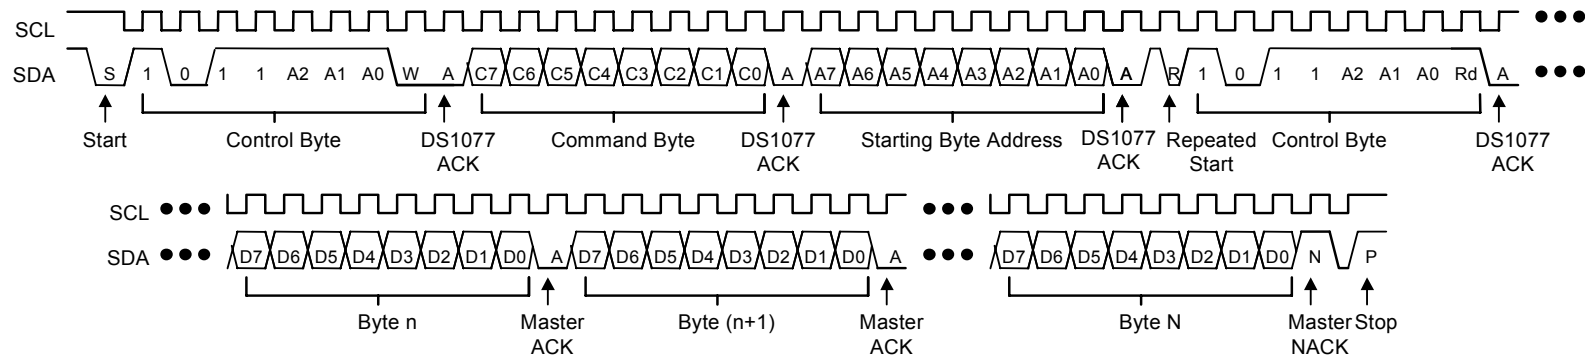 SCL
SDA S 1 0 1 1 A2 A1 A0 W A C7 C6 C5 C4 C3 C2 C1 C0 A A7 A6 A5 A4 A3 A2 A1 A0 A R 1 0 1 1 A2 A1 A0 Rd A
Start Control Byte DS1077 Command Byte DS1077 Starting Byte Address DS1077 Repeated Control Byte DS1077
ACK ACK ACK Start ACK
SCL
SDA D7 D6 D5 D4 D3 D2 D1 D0 A D7 D6 D5 D4 D3 D2 D1 D0 A D7 D6 D5 D4 D3 D2 D1 D0 N P
Byte n Master Byte (n+1) Master Byte N Master Stop
ACK ACK NACK